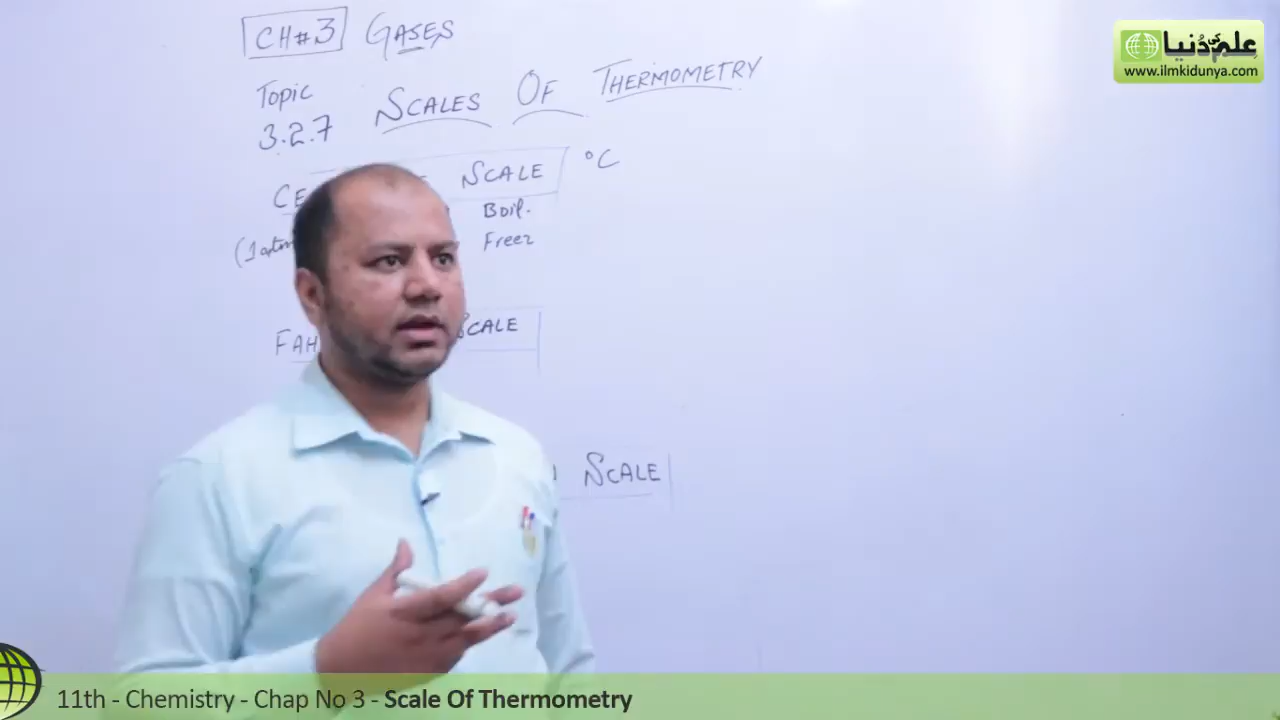 CH#3 GASES
Topic
3.2.7 SCALES OF THERMOMETRY
SCALE °C
Boil.
Freez
SCALE
SCALE
علم کی دُنیا
www.ilmkidunya.com
11th - Chemistry - Chap No 3 - Scale Of Thermometry